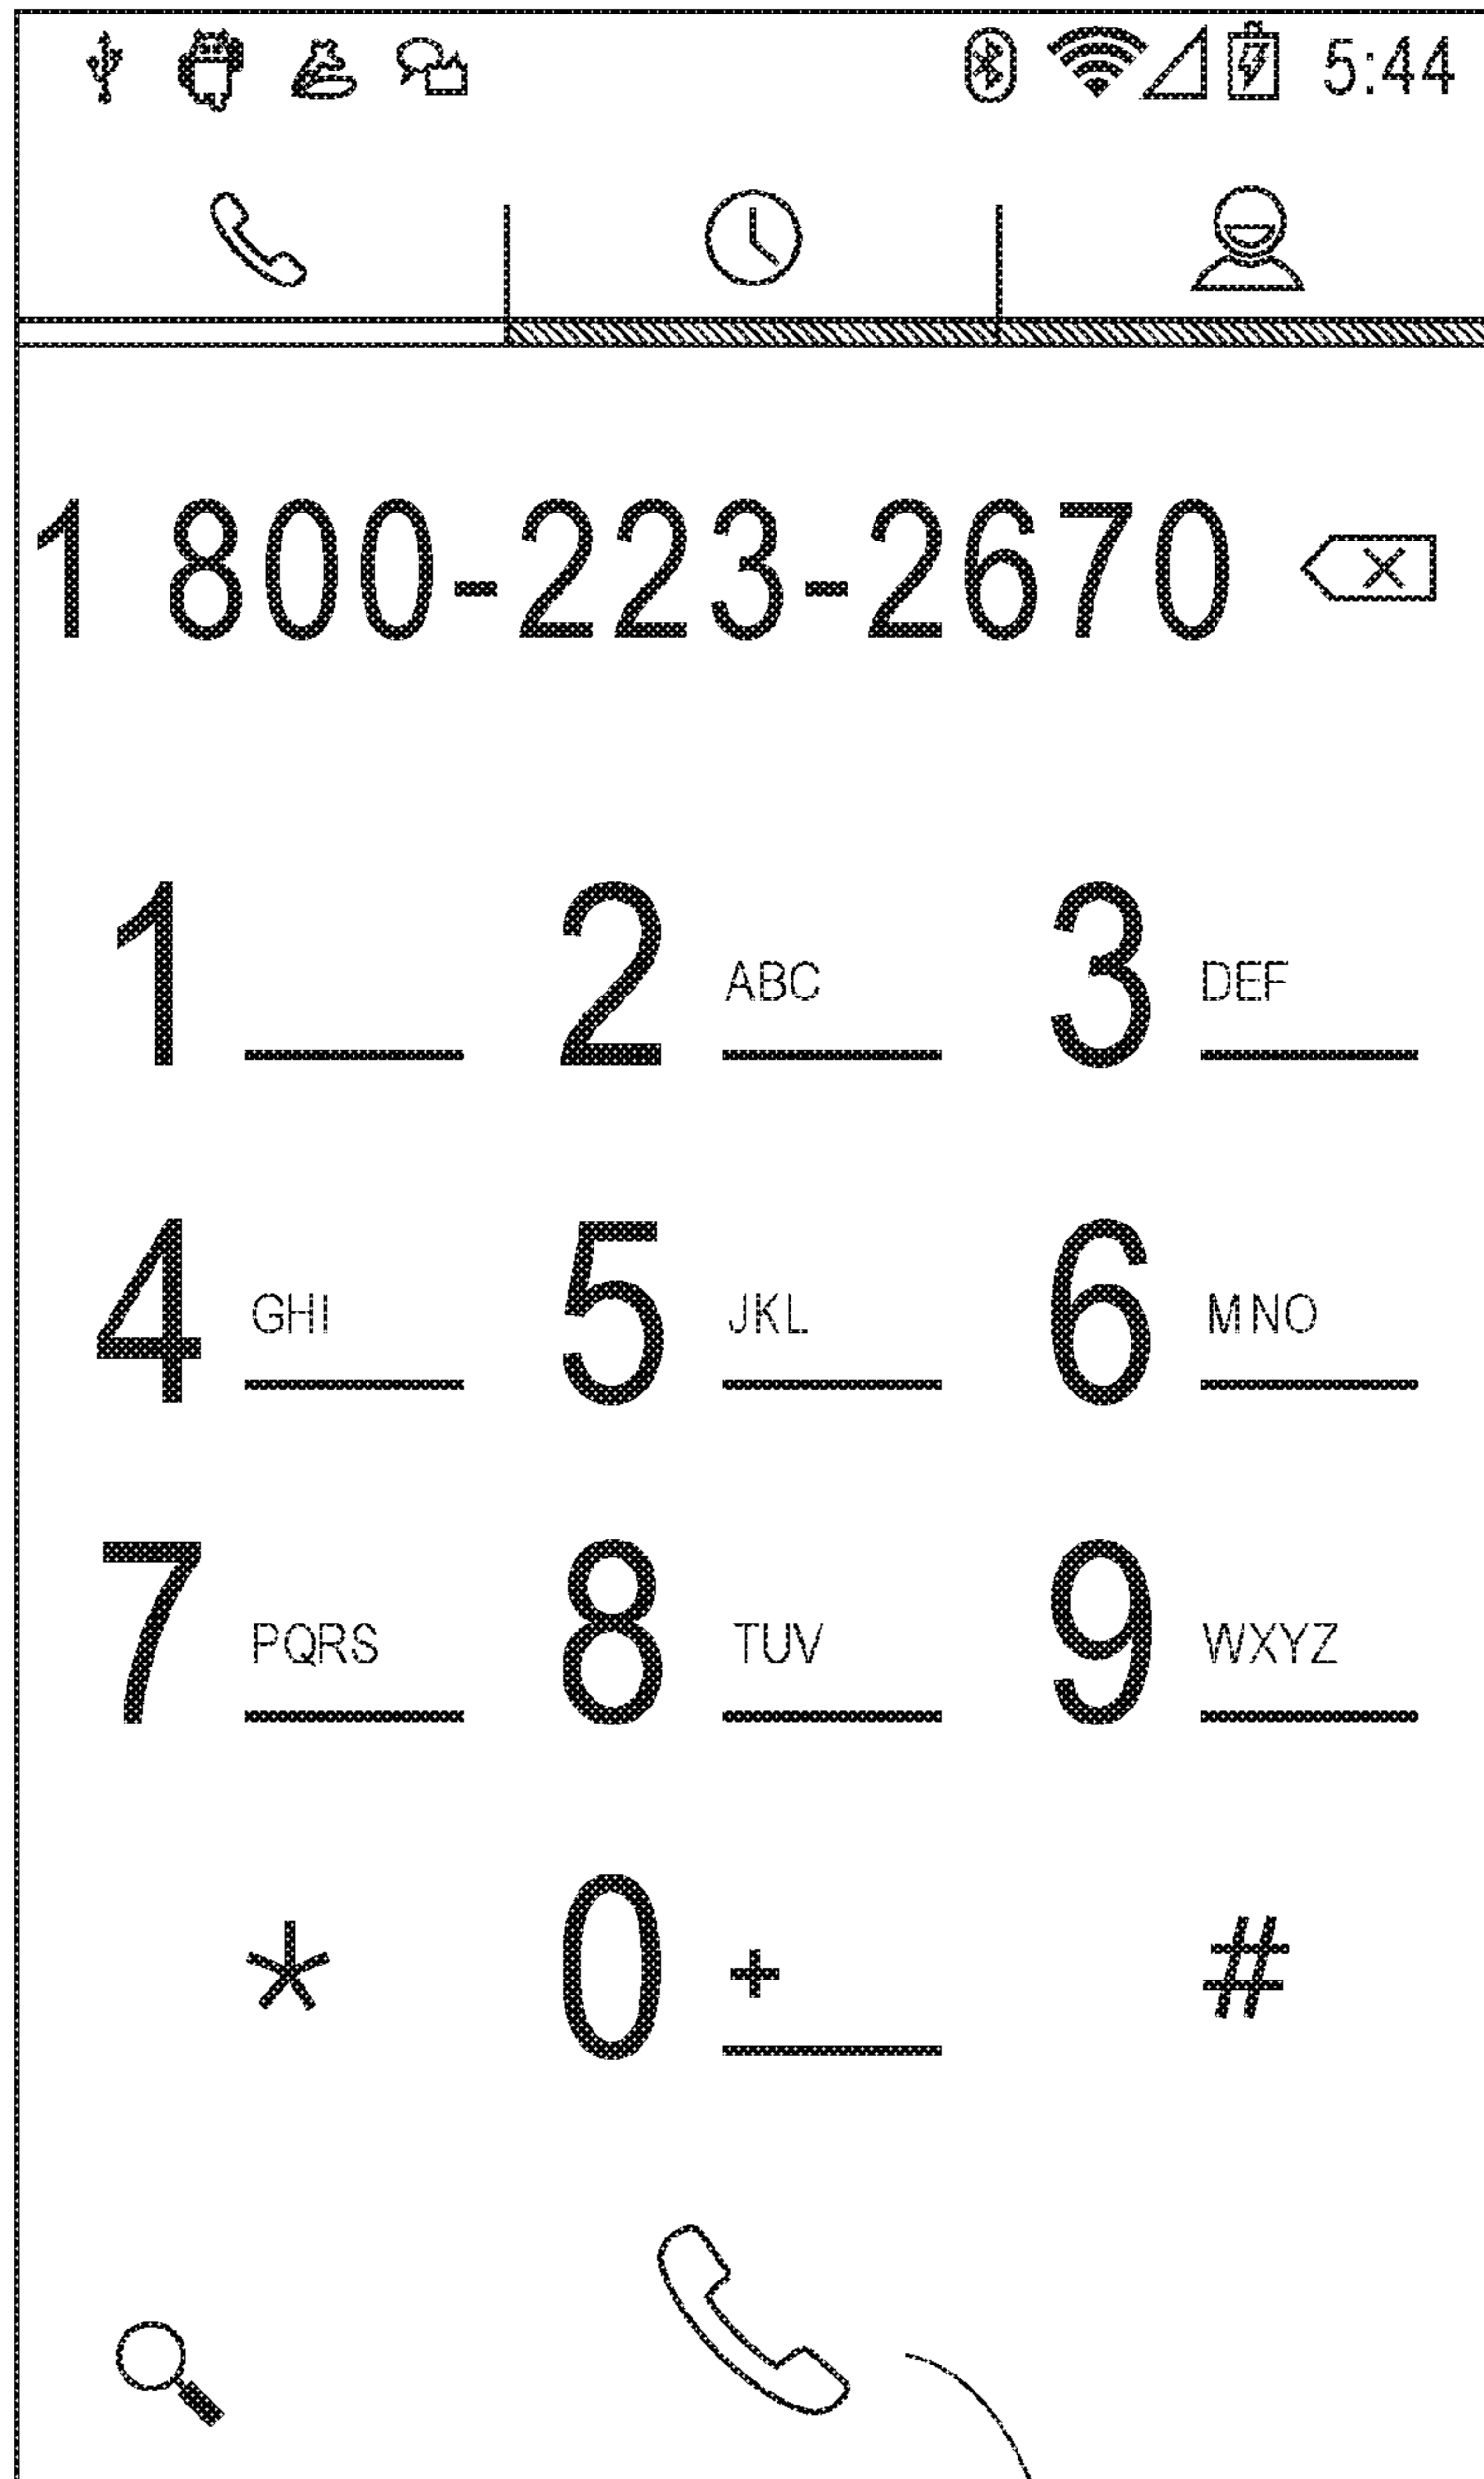 5:44
1 800-223-2670
1 2 ABC 3 DEF
4 GHI 5 JKL 6 MNO
7 PQRS 8 TUV 9 WXYZ
* 0 + #